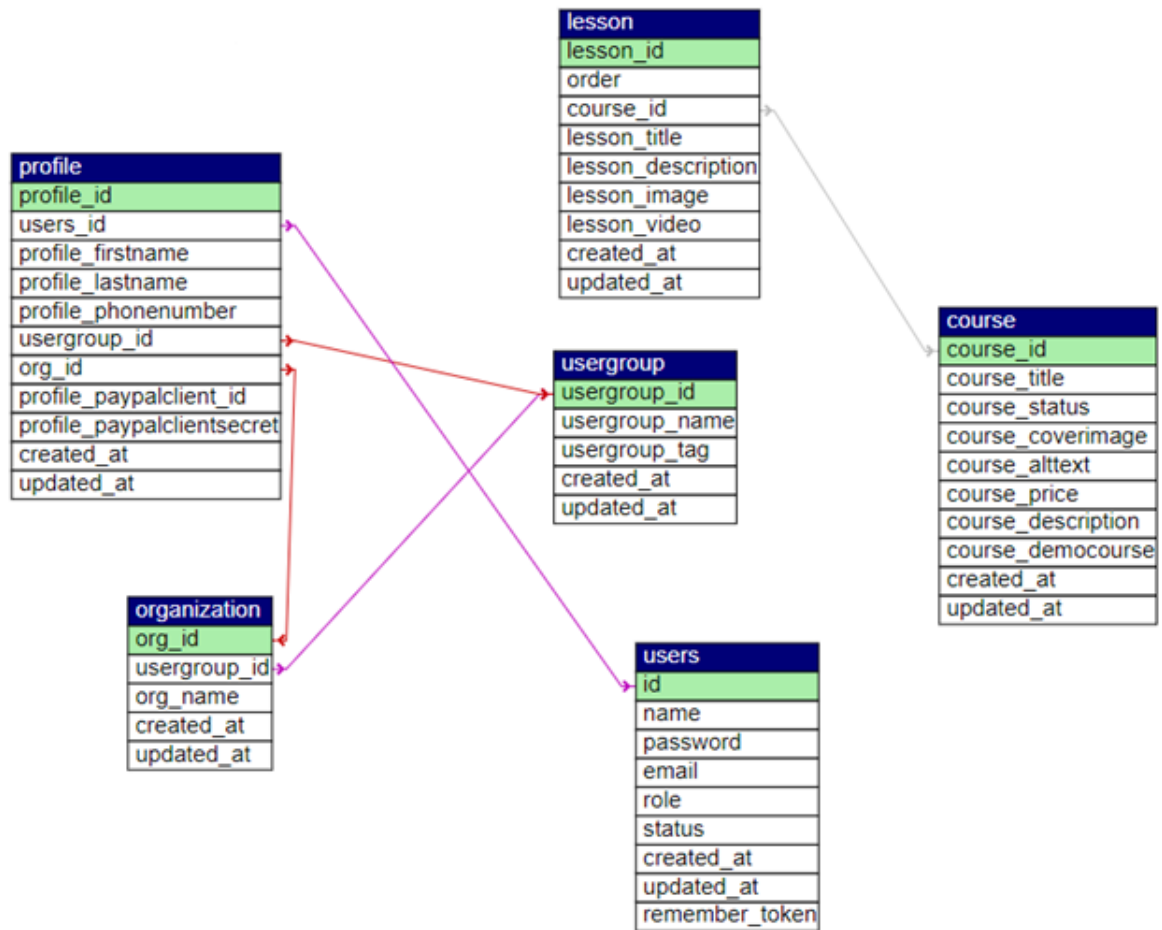 lesson
lesson_id
order
course_id
lesson_title
lesson_description
lesson_image
lesson_video
created_at
updated_at
profile
profile_id
users_id
profile_firstname
profile_lastname
profile_phonenumber
usergroup_id
org_id
profile_paypalclient_id
profile_paypalclientsecret
created_at
updated_at
usergroup
usergroup_id
usergroup_name
usergroup_tag
created_at
updated_at
course
course_id
course_title
course_status
course_coverimage
course_alttext
course_price
course_description
course_democourse
created_at
updated_at
organization
org_id
usergroup_id
org_name
created_at
updated_at
users
id
name
password
email
role
status
created_at
updated_at
remember_token